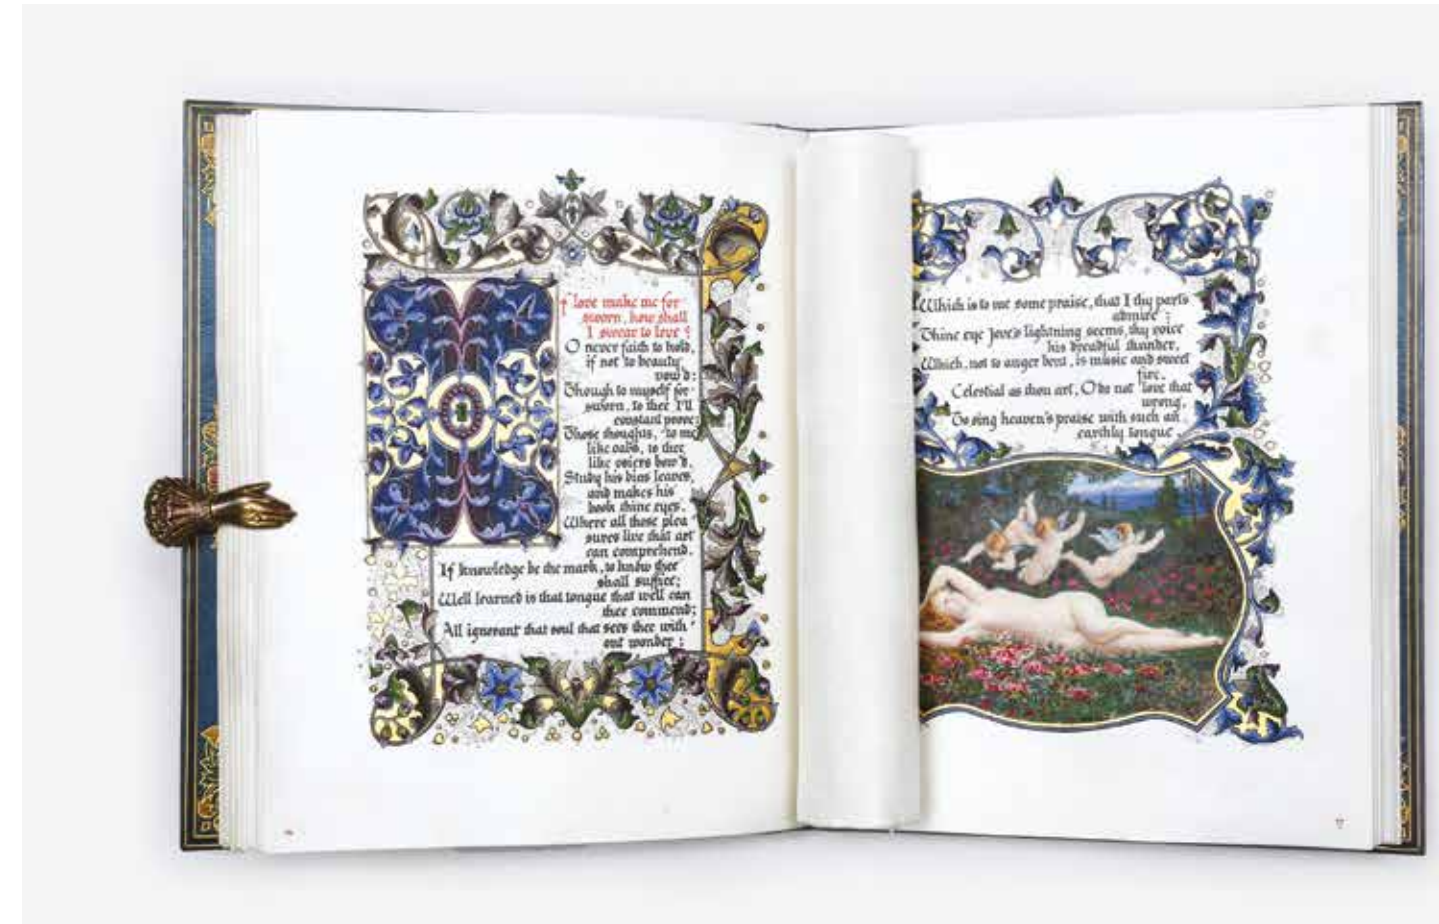 If love make me for
sworn, how shall
I swear to love ?
O never faith to hold,
if not to beauty
vow'd :
Though to myself for
sworn, to thee I'll
constant prove ;
Those thoughts, to me
like oaks, to thee
like osiers bow'd.
Study his bias leaves,
and makes his
book thine eyes,
Where all those plea
sures live that art
can comprehend.
If knowledge be the mark, to know thee
shall suffice ;
Well learned is that tongue that well can
thee commend ;
All ignorant that soul that sees thee with
out wonder ;
Which is to me some praise, that I thy parts
admire ;
Thine eye Jove's lightning seems, thy voice
his dreadful thunder,
Which, not to anger bent, is music and sweet
fire.
Celestial as thou art, O do not love that
wrong,
To sing heaven's praise with such an
earthly tongue.